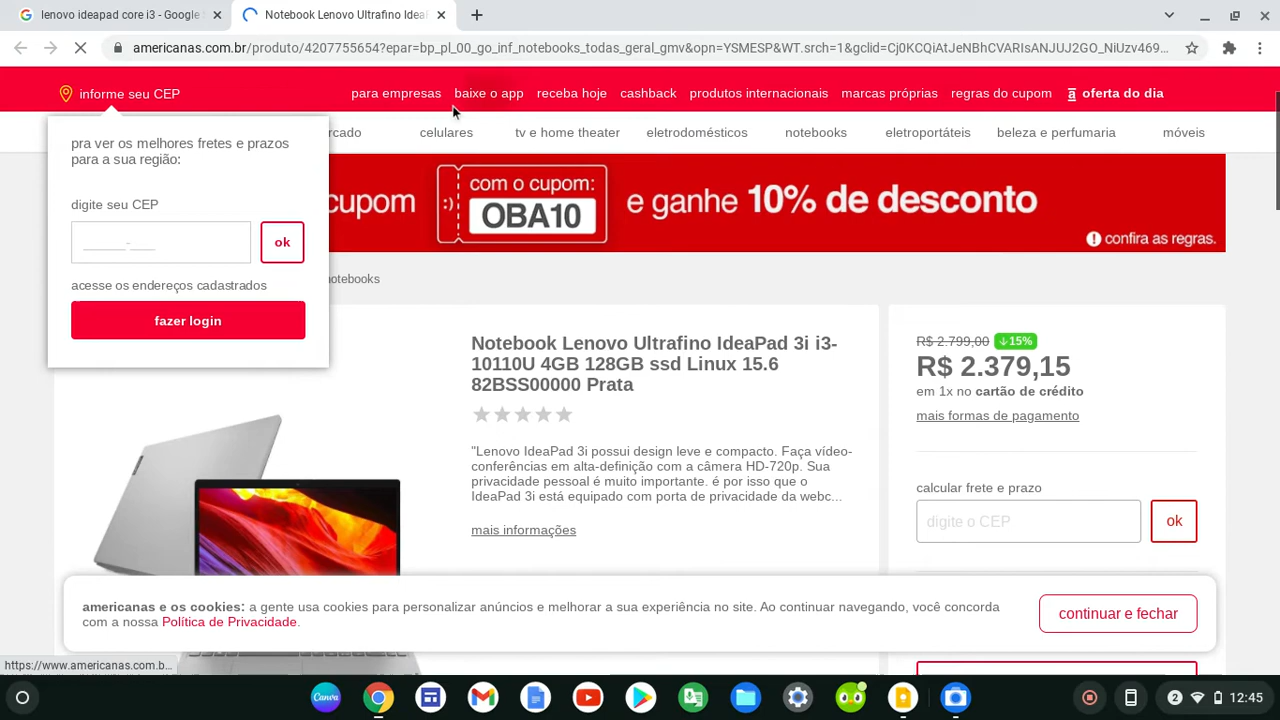 lenovo ideapad core i3 - Google
Notebook Lenovo Ultrafino Idea
americanas.com.br/produto/4207755654?epar=bp_pl_00_go_inf_notebooks_todas_geral_gmv&opn=YSMESP&WT.srch=1&gclid=Cj0KCQiAtJeNBhCVARIsANJUJ2GO_NiUzv469...
informe seu CEP
para empresas baixe o app receba hoje cashback produtos internacionais marcas próprias regras do cupom a oferta do dia
rcado celulares tv e home theater eletrodomésticos notebooks eletroportáteis beleza e perfumaria móveis
pra ver os melhores fretes e prazos
para a sua região:
digite seu CEP
ok
acesse os endereços cadastrados
fazer login
cupom
com o cupom:
:)
OBA10
e ganhe 10% de desconto
! confira as regras.
notebooks
Notebook Lenovo Ultrafino IdeaPad 3i i3-
10110U 4GB 128GB ssd Linux 15.6
82BSS00000 Prata
"Lenovo IdeaPad 3i possui design leve e compacto. Faça vídeo-
conferências em alta-definição com a câmera HD-720p. Sua
privacidade pessoal é muito importante. é por isso que o
IdeaPad 3i está equipado com porta de privacidade da webc...
mais informações
R$ 2.799,00 15%
R$ 2.379,15
em 1x no cartão de crédito
mais formas de pagamento
calcular frete e prazo
digite o CEP ok
americanas e os cookies: a gente usa cookies para personalizar anúncios e melhorar a sua experiência no site. Ao continuar navegando, você concorda
com a nossa Política de Privacidade.
continuar e fechar
https://www.americanas.com.b...
Canva
2 12:45